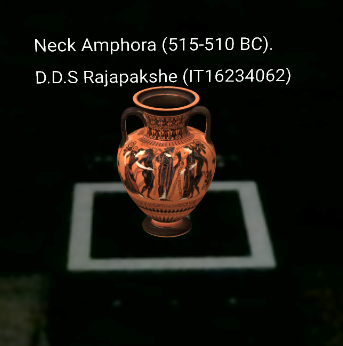 Neck Amphora (515-510 BC).
D.D.S Rajapakshe (IT16234062)